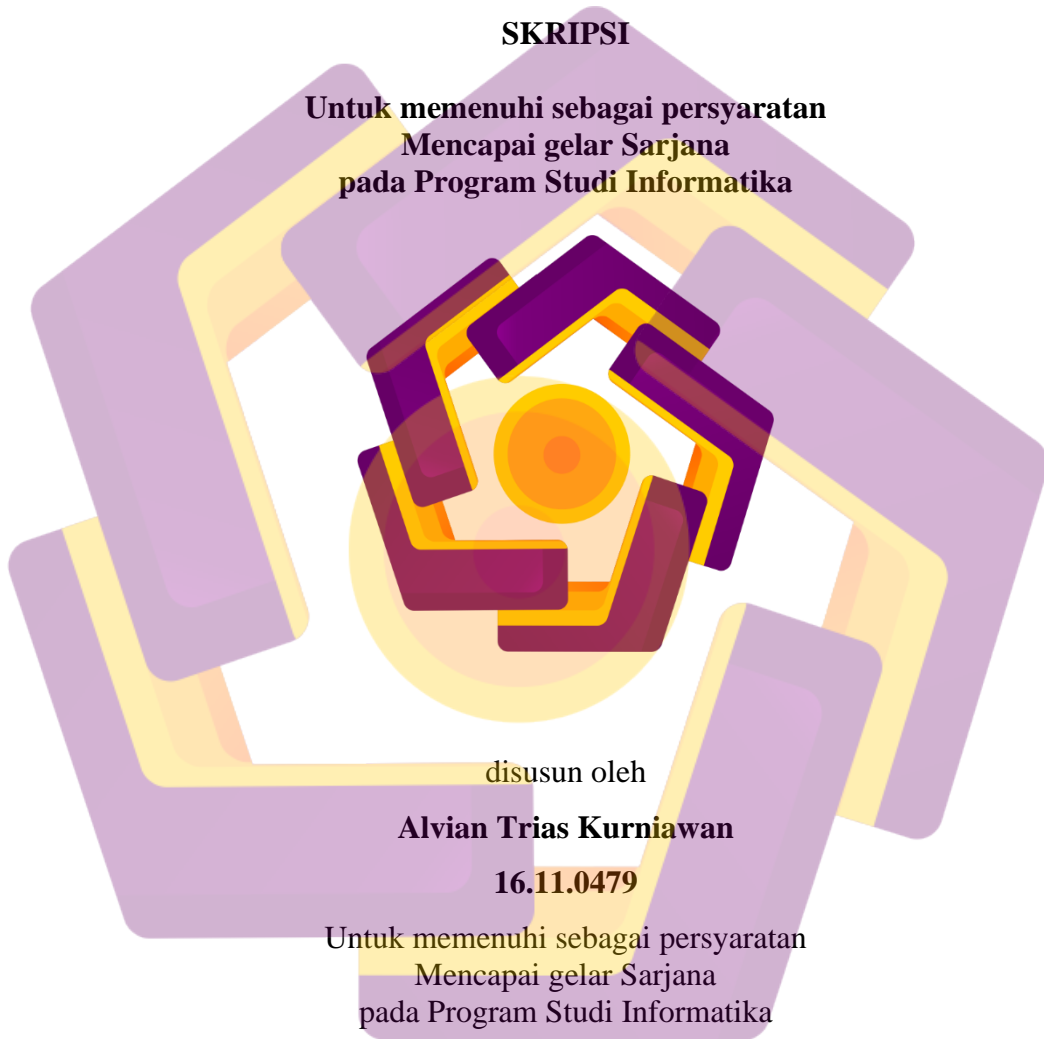 SKRIPSI
Untuk memenuhi sebagai persyaratan
Mencapai gelar Sarjana
pada Program Studi Informatika
disusun oleh
Alvian Trias Kurniawan
16.11.0479
Untuk memenuhi sebagai persyaratan
Mencapai gelar Sarjana
pada Program Studi Informatika